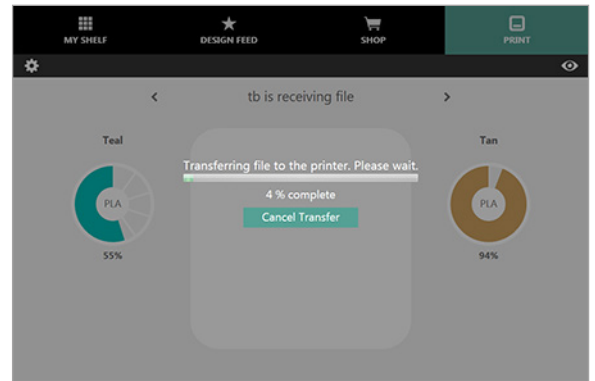 MY SHELF
DESIGN FEED
SHOP
PRINT
tb is receiving file
Teal
Tan
Transferring file to the printer. Please wait.
PLA
4 % complete
PLA
Cancel Transfer
55%
94%